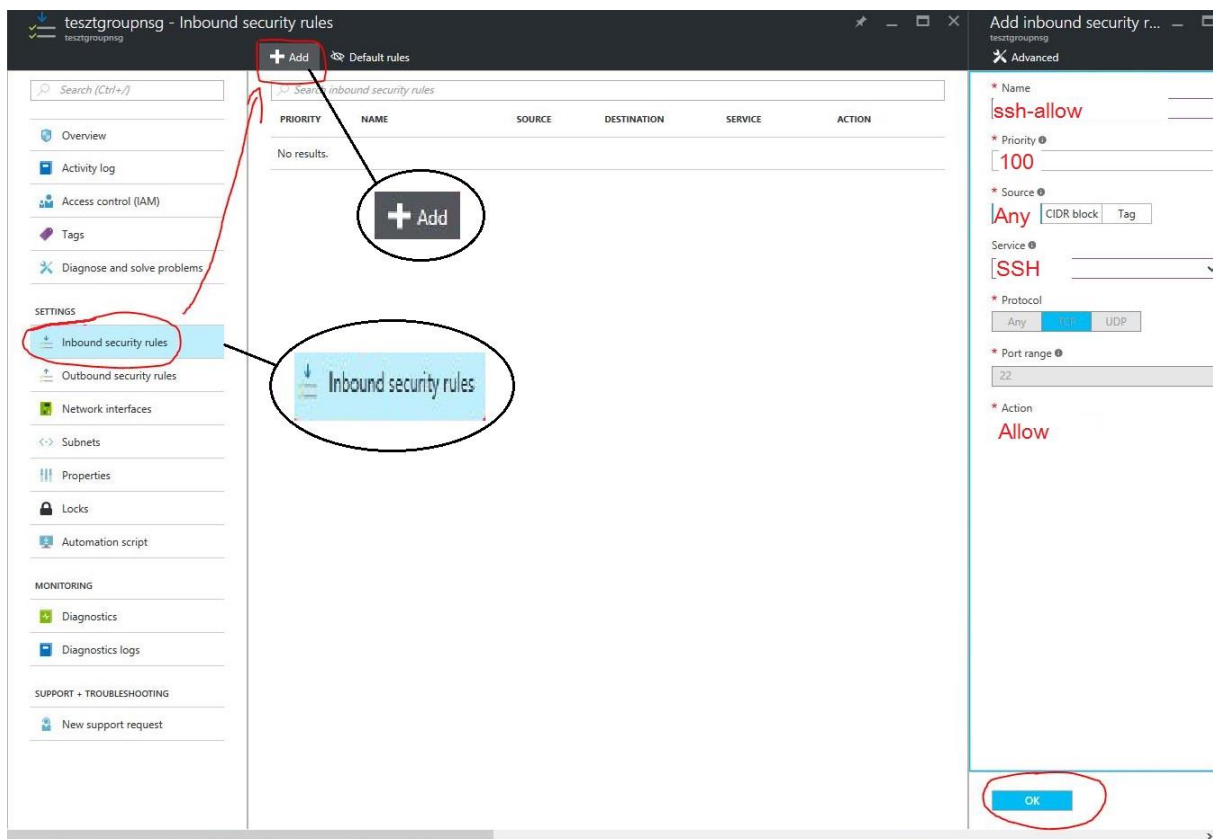 tesztgroupnsg - Inbound security rules
tesztgroupnsg
Add
Default rules
Search (Ctrl+/)
Overview
Activity log
Access control (IAM)
Tags
Diagnose and solve problems
SETTINGS
Inbound security rules
Outbound security rules
Network interfaces
Subnets
Properties
Locks
Automation script
MONITORING
Diagnostics
Diagnostics logs
SUPPORT + TROUBLESHOOTING
New support request
Search inbound security rules
PRIORITY NAME SOURCE DESTINATION SERVICE ACTION
No results.
Add
Inbound security rules
Add inbound security r...
tesztgroupnsg
Advanced
* Name
ssh-allow
* Priority
100
* Source
Any CIDR block Tag
Service
SSH
* Protocol
Any TCP UDP
* Port range
22
* Action
Allow
OK